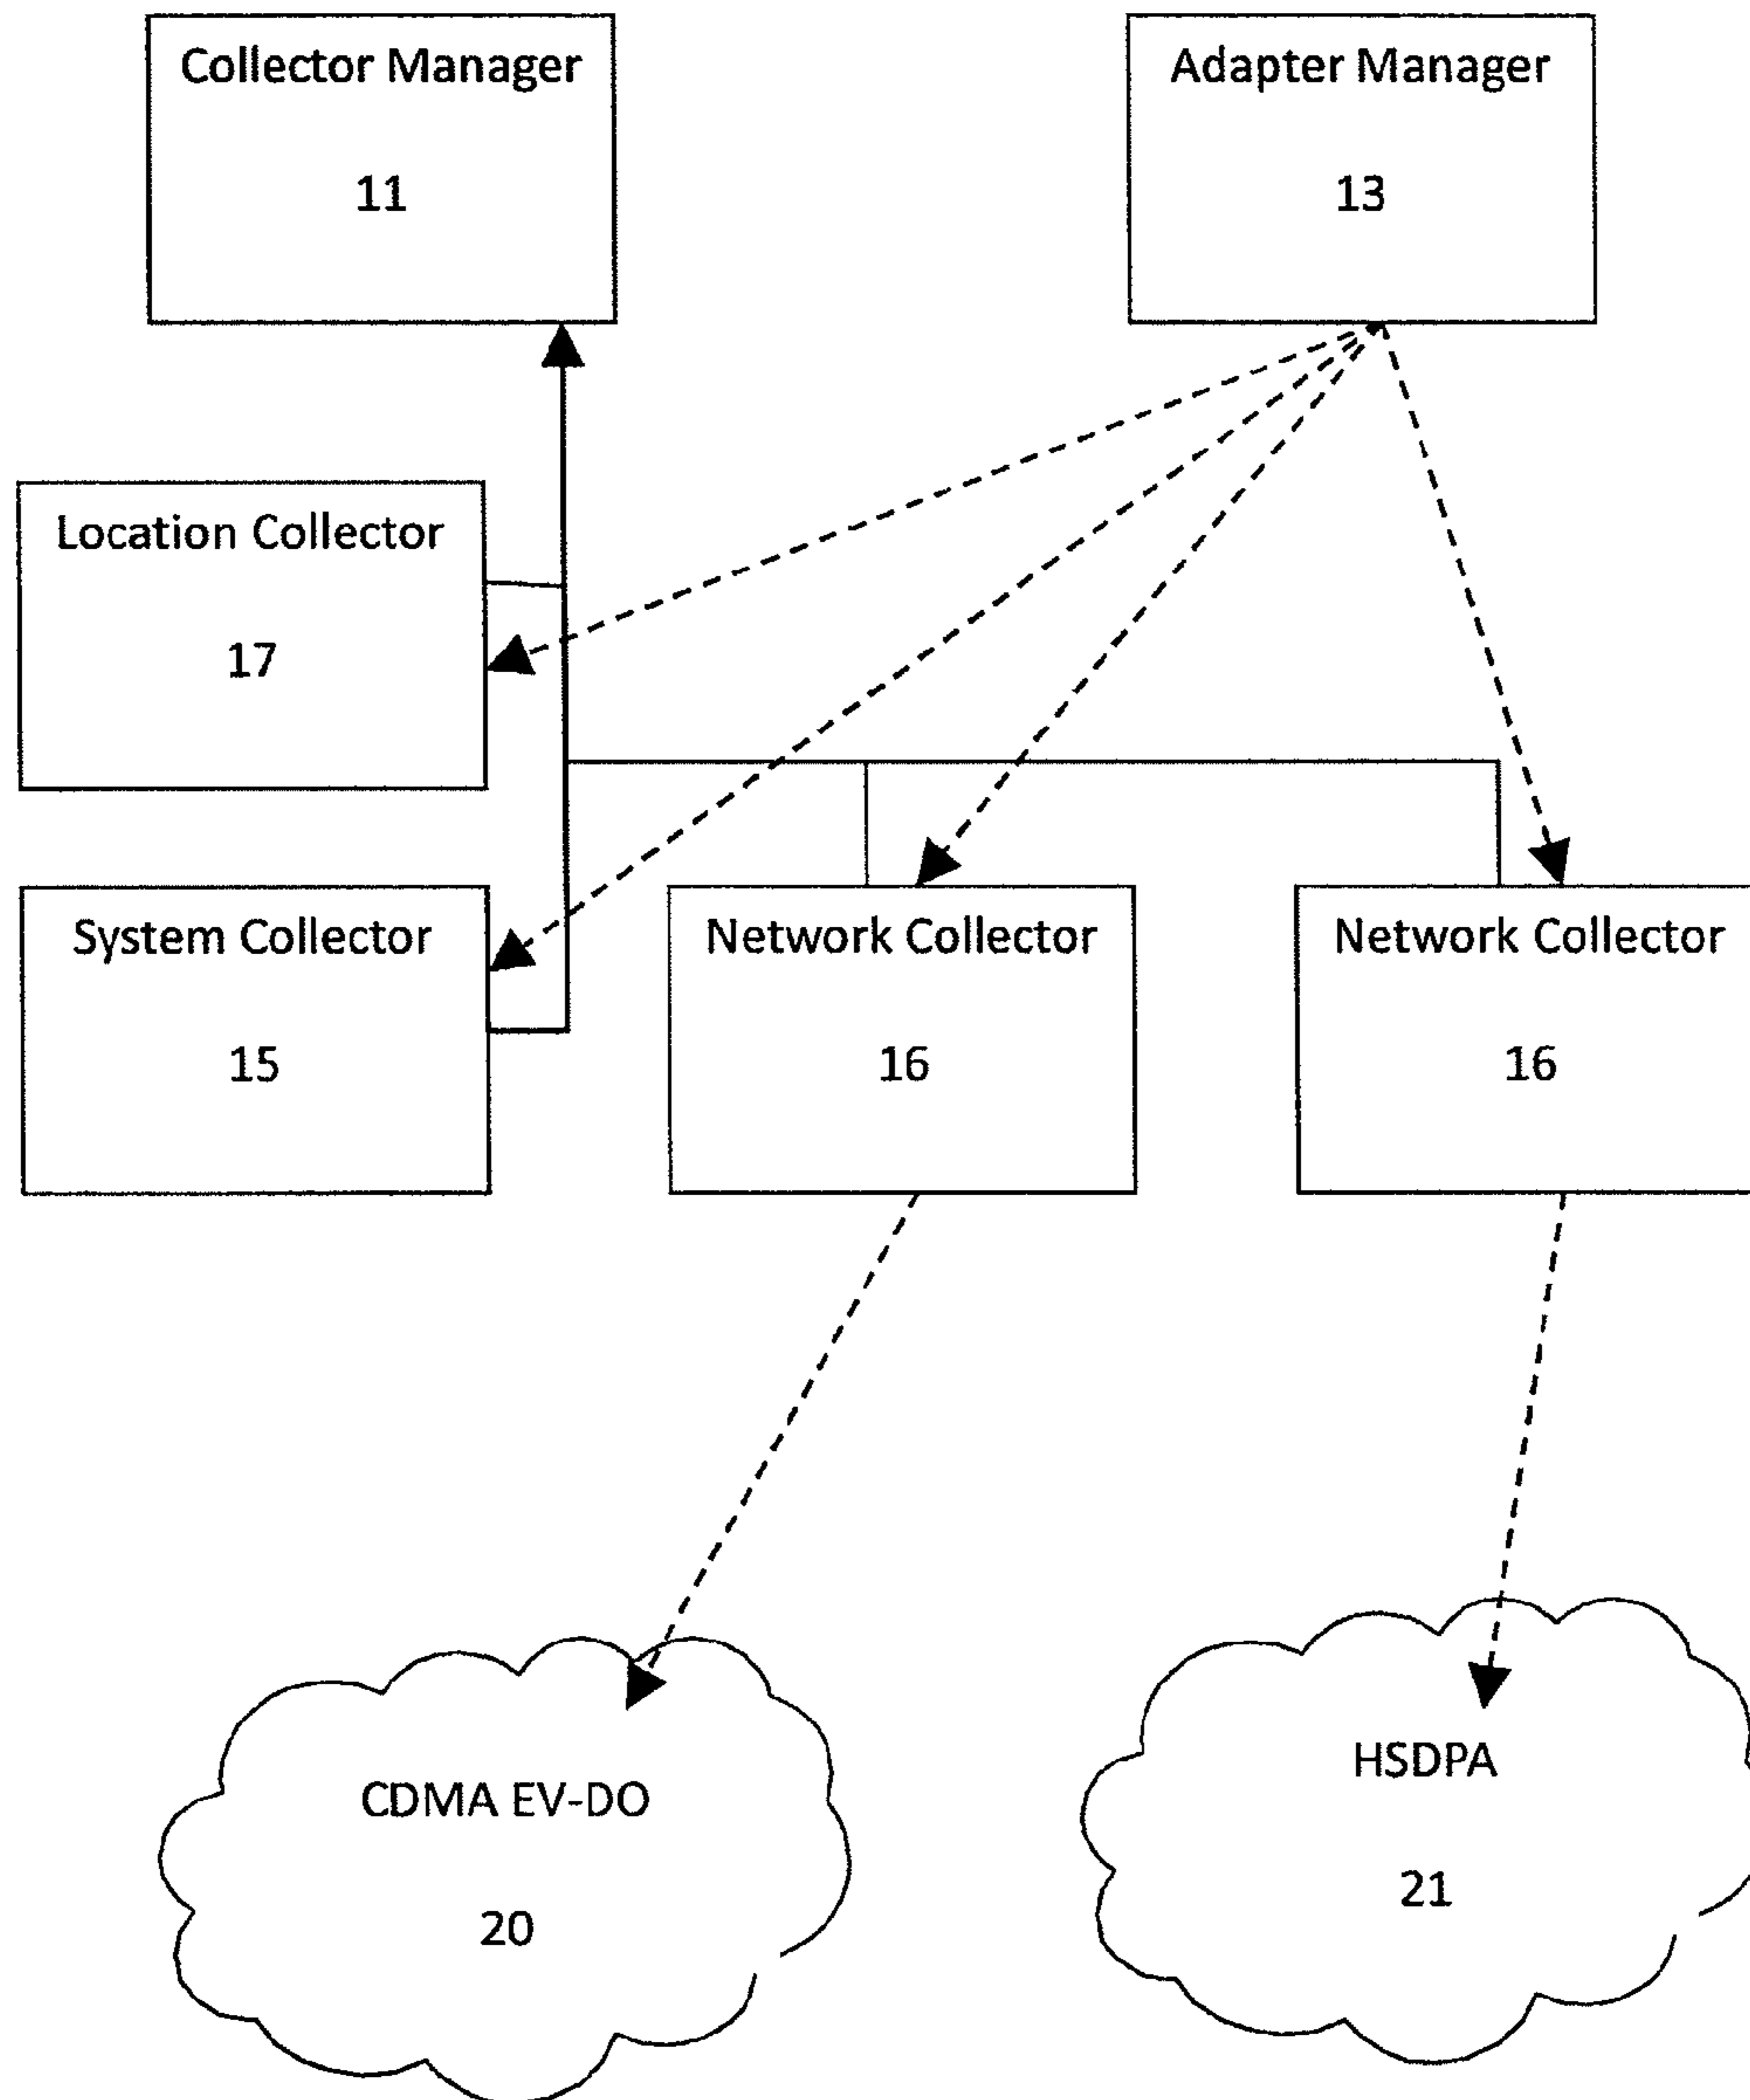 Collector Manager
11
Adapter Manager
13
Location Collector
17
System Collector
15
Network Collector
16
Network Collector
16
CDMA EV-DO
20
HSDPA
21